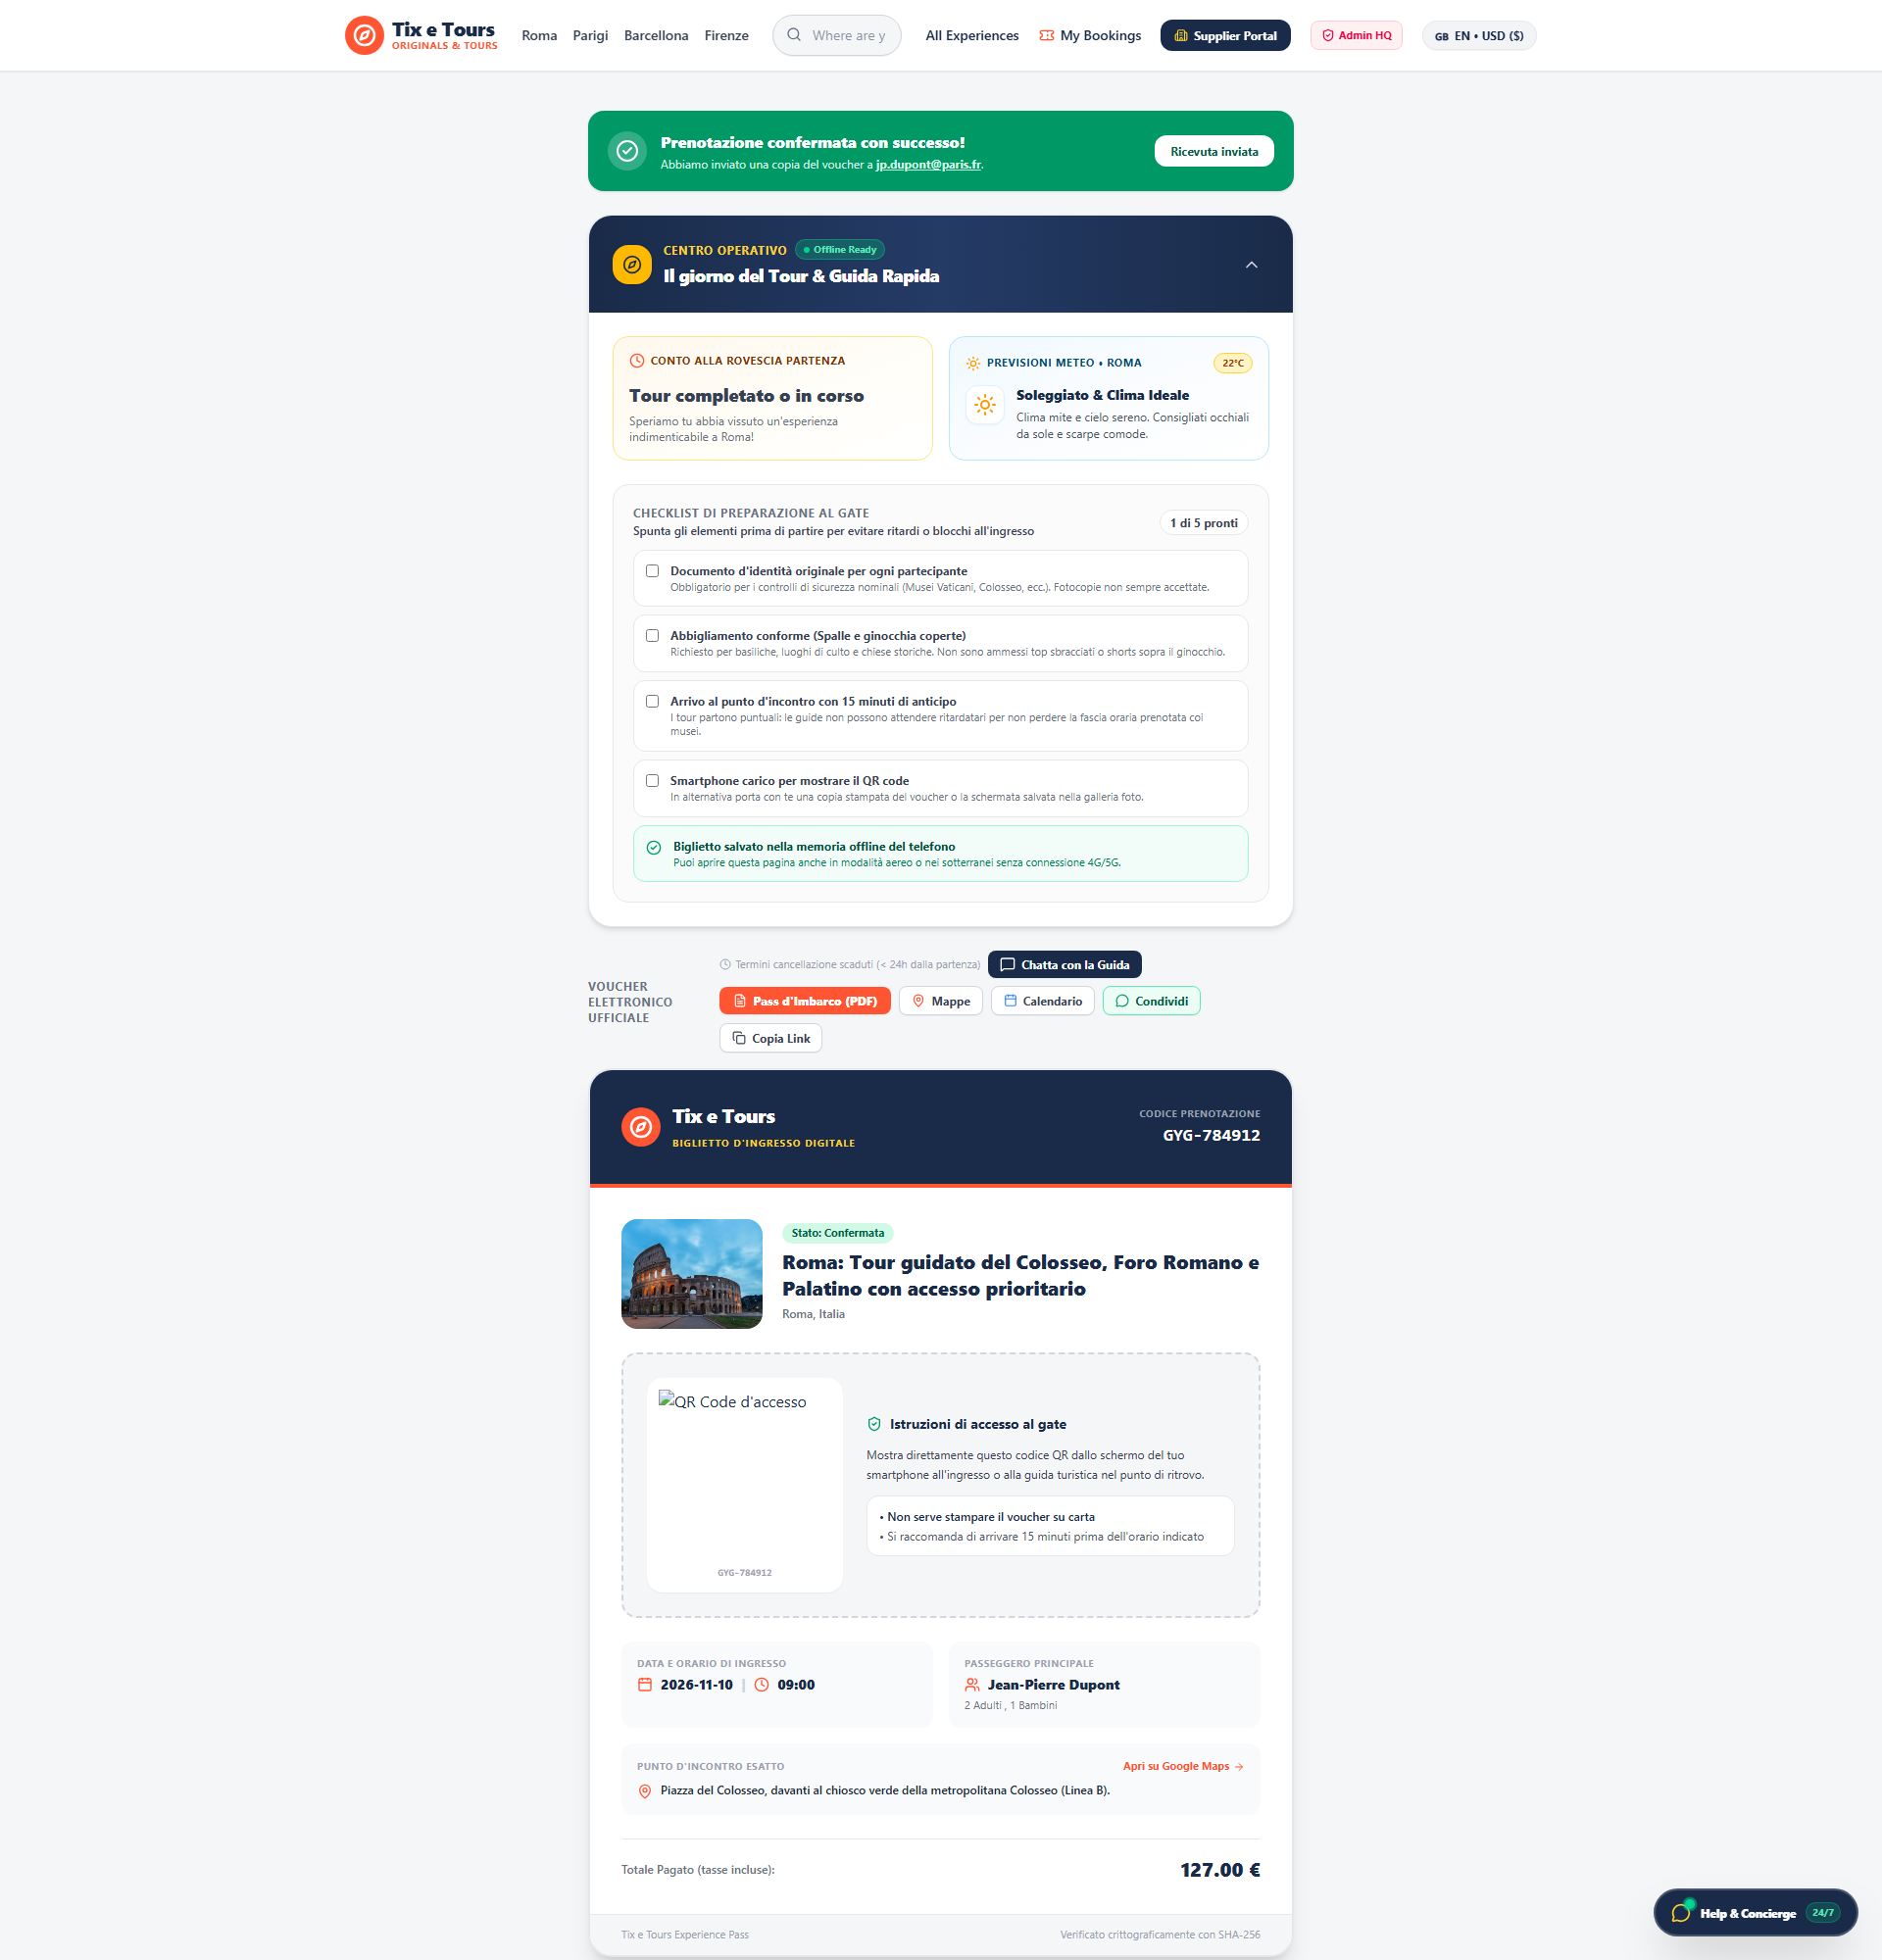 Tix e Tours
ORIGINALS & TOURS
Roma
Parigi
Barcellona
Firenze
Where are y
All Experiences
My Bookings
Supplier Portal
Admin HQ
GB EN • USD ($)
Prenotazione confermata con successo!
Abbiamo inviato una copia del voucher a jp.dupont@paris.fr.
Ricevuta inviata
CENTRO OPERATIVO
Offline Ready
Il giorno del Tour & Guida Rapida
CONTO ALLA ROVESCIA PARTENZA
Tour completato o in corso
Speriamo tu abbia vissuto un'esperienza
indimenticabile a Roma!
PREVISIONI METEO • ROMA
22°C
Soleggiato & Clima Ideale
Clima mite e cielo sereno. Consigliati occhiali
da sole e scarpe comode.
CHECKLIST DI PREPARAZIONE AL GATE
Spunta gli elementi prima di partire per evitare ritardi o blocchi all'ingresso
1 di 5 pronti
Documento d'identità originale per ogni partecipante
Obbligatorio per i controlli di sicurezza nominali (Musei Vaticani, Colosseo, ecc.). Fotocopie non sempre accettate.
Abbigliamento conforme (Spalle e ginocchia coperte)
Richiesto per basiliche, luoghi di culto e chiese storiche. Non sono ammessi top sbracciati o shorts sopra il ginocchio.
Arrivo al punto d'incontro con 15 minuti di anticipo
I tour partono puntuali: le guide non possono attendere ritardatari per non perdere la fascia oraria prenotata coi
musei.
Smartphone carico per mostrare il QR code
In alternativa porta con te una copia stampata del voucher o la schermata salvata nella galleria foto.
Biglietto salvato nella memoria offline del telefono
Puoi aprire questa pagina anche in modalità aereo o nei sotterranei senza connessione 4G/5G.
VOUCHER
ELETTRONICO
UFFICIALE
Termini cancellazione scaduti (< 24h dalla partenza)
Chatta con la Guida
Pass d'Imbarco (PDF)
Mappe
Calendario
Condividi
Copia Link
Tix e Tours
BIGLIETTO D'INGRESSO DIGITALE
CODICE PRENOTAZIONE
GYG-784912
Stato: Confermata
Roma: Tour guidato del Colosseo, Foro Romano e
Palatino con accesso prioritario
Roma, Italia
QR Code d'accesso
GYG-784912
Istruzioni di accesso al gate
Mostra direttamente questo codice QR dallo schermo del tuo
smartphone all'ingresso o alla guida turistica nel punto di ritrovo.
• Non serve stampare il voucher su carta
• Si raccomanda di arrivare 15 minuti prima dell'orario indicato
DATA E ORARIO DI INGRESSO
2026-11-10 | 09:00
PASSEGGERO PRINCIPALE
Jean-Pierre Dupont
2 Adulti , 1 Bambini
PUNTO D'INCONTRO ESATTO
Apri su Google Maps →
Piazza del Colosseo, davanti al chiosco verde della metropolitana Colosseo (Linea B).
Totale Pagato (tasse incluse):
127.00 €
Tix e Tours Experience Pass
Verificato crittograficamente con SHA-256
Help & Concierge
24/7